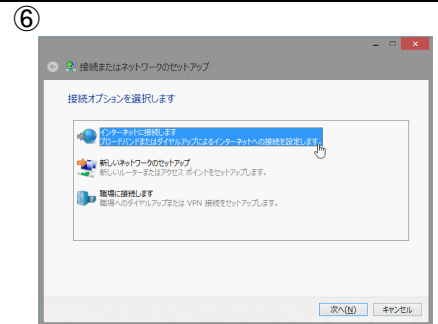 ⑥
接続またはネットワークのセットアップ
接続オプションを選択します
インターネットに接続します
ブロードバンドまたはダイヤルアップによるインターネットへの接続を設定します。
新しいネットワークのセットアップ
新しいルーターまたはアクセス ポイントをセットアップします。
職場に接続します
職場へのダイヤルアップまたは VPN 接続をセットアップします。
次へ(N) キャンセル